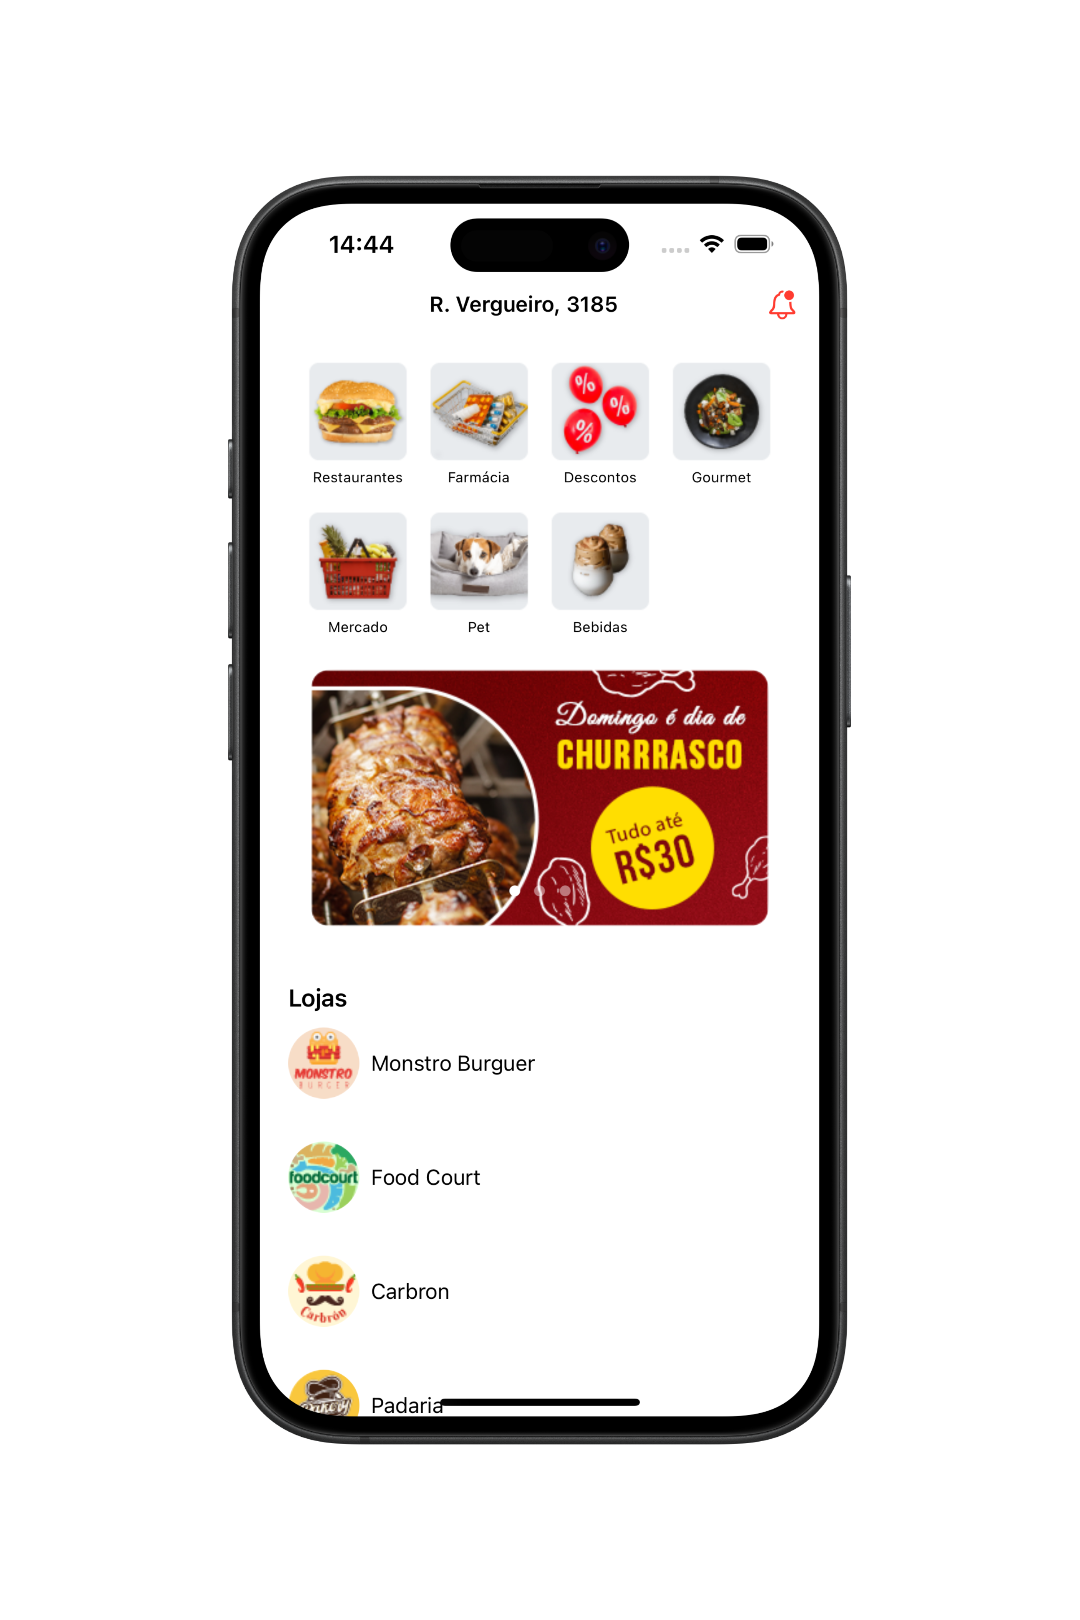 14:44
R. Vergueiro, 3185
% % %
Restaurantes Farmácia Descontos Gourmet
Mercado Pet Bebidas
Domingo é dia de
CHURRRASCO
Tudo até
R$30
Lojas
MONSTRO
BURGER
Monstro Burguer
foodcourt
Food Court
Carbrón
Carbron
Bakery
Padaria